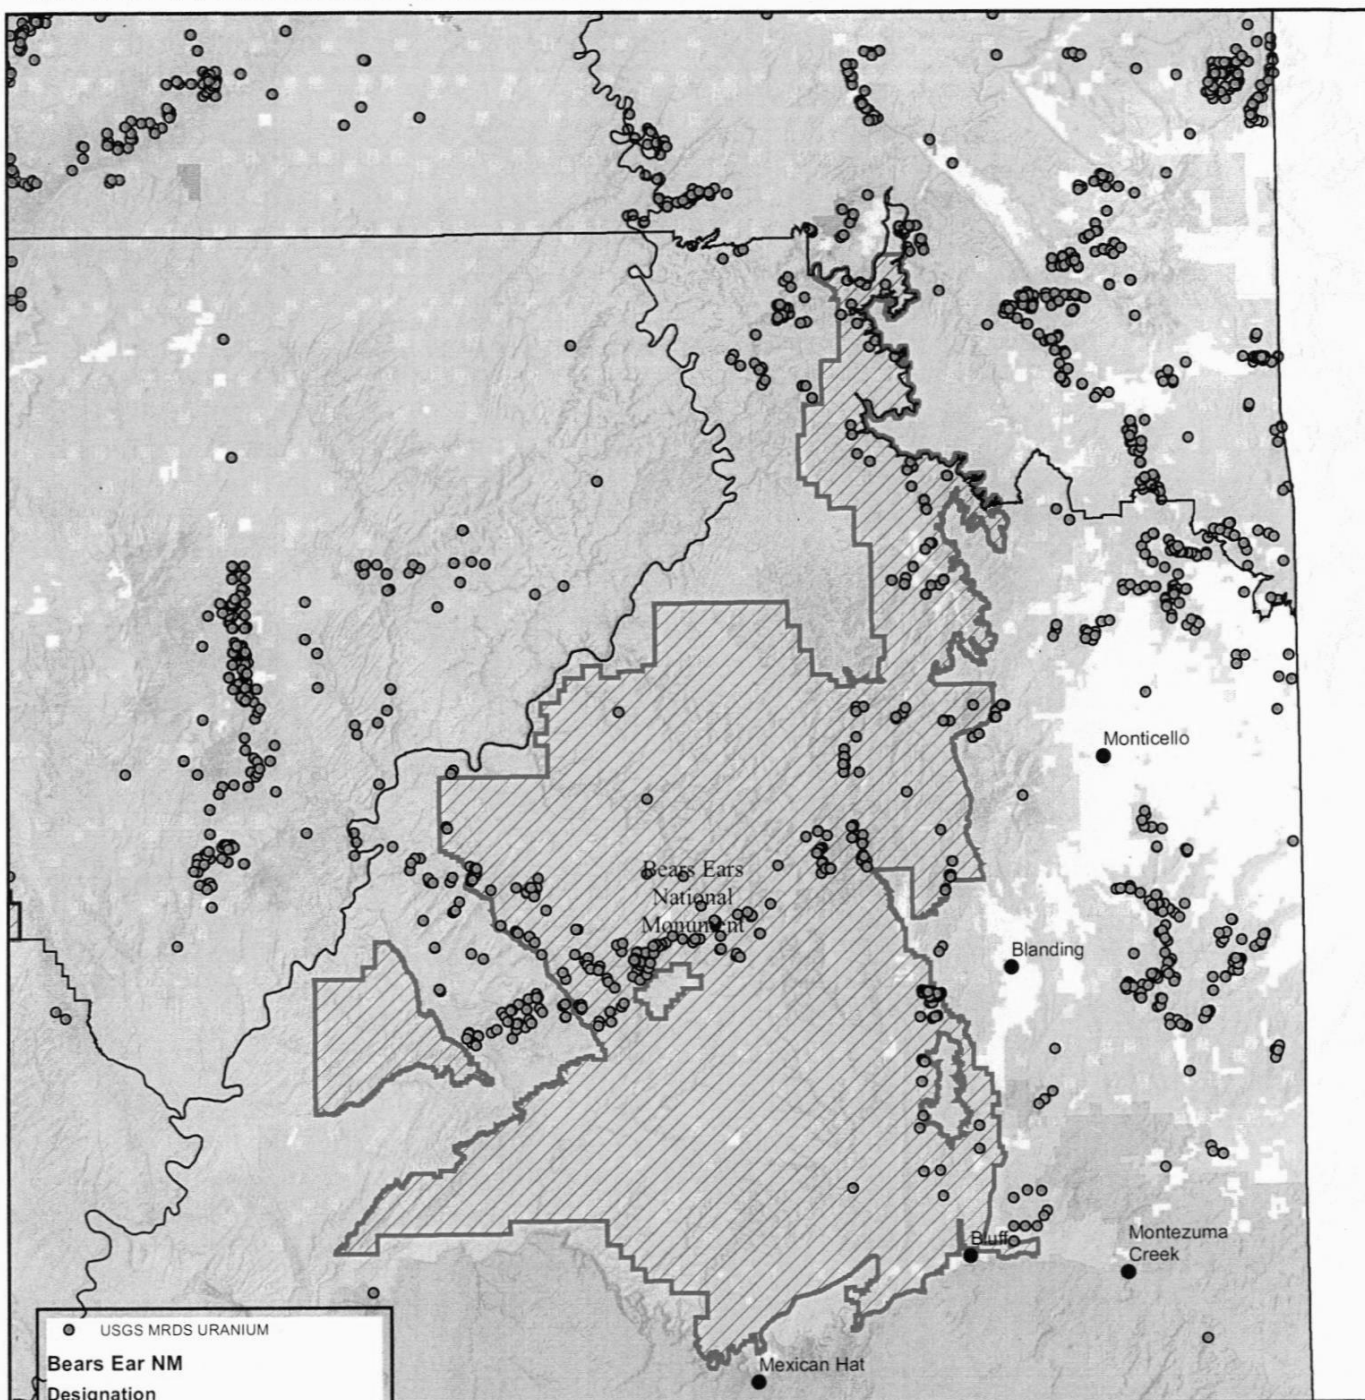 Monticello
Bears Ears
National
Monument
Blanding
Bluff
Montezuma
Creek
USGS MRDS URANIUM
Bears Ear NM
Designation
Mexican Hat